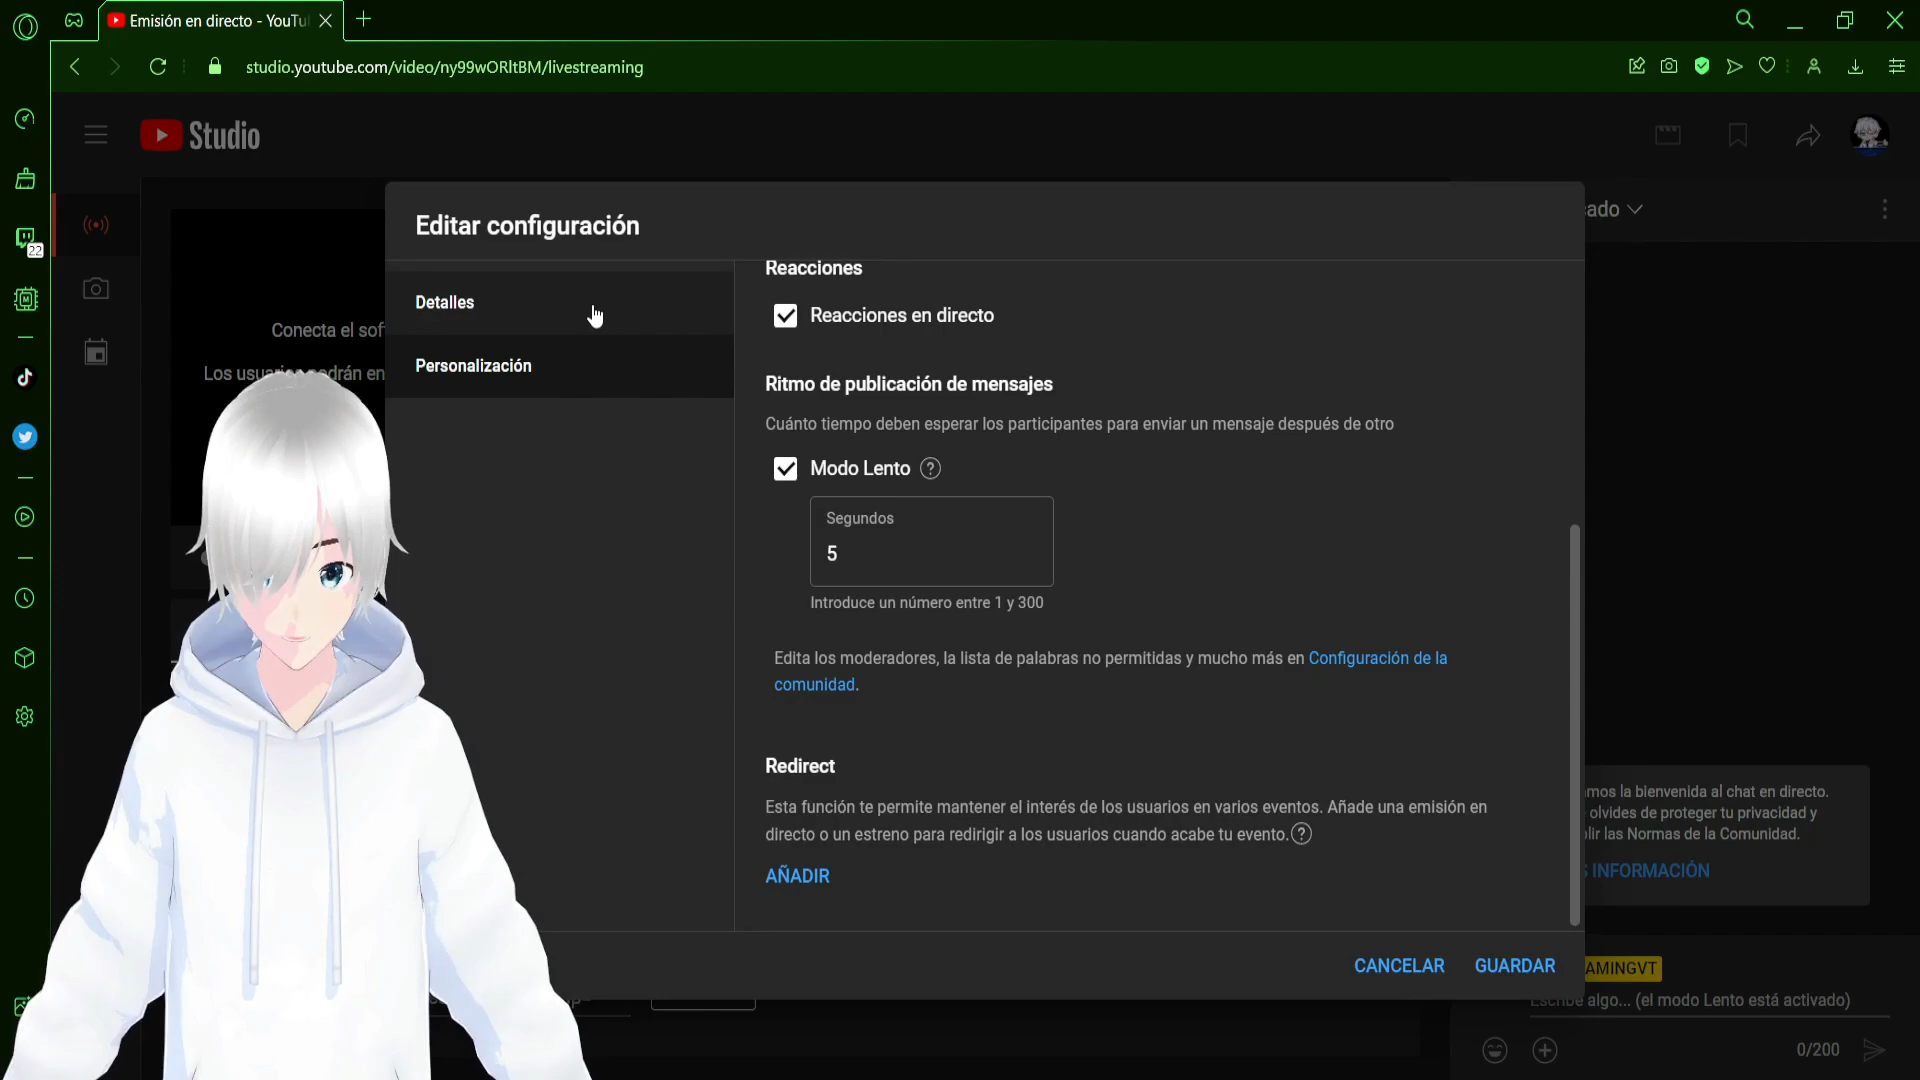 Emisión en directo - YouTu
studio.youtube.com/video/ny99wORltBM/livestreaming
22
Studio
ado
Editar configuración
Detalles
Personalización
Conecta el sof
Los usu
drán en
Reacciones
Reacciones en directo
Ritmo de publicación de mensajes
Cuánto tiempo deben esperar los participantes para enviar un mensaje después de otro
Modo Lento
Segundos
5
Introduce un número entre 1 y 300
Edita los moderadores, la lista de palabras no permitidas y mucho más en Configuración de la
comunidad.
Redirect
Esta función te permite mantener el interés de los usuarios en varios eventos. Añade una emisión en
directo o un estreno para redirigir a los usuarios cuando acabe tu evento.
AÑADIR
CANCELAR GUARDAR
mos la bienvenida al chat en directo.
olvides de proteger tu privacidad y
lir las Normas de la Comunidad.
INFORMACIÓN
AMINGVT
Escribe algo... (el modo Lento está activado)
0/200